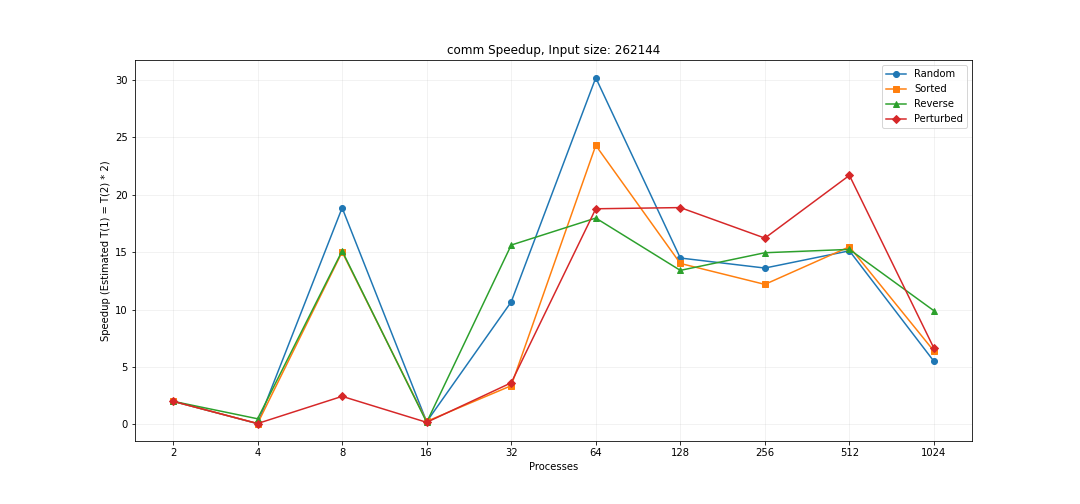 comm Speedup, Input size: 262144
Random
Sorted
Reverse
Perturbed
Speedup (Estimated T(1) = T(2) * 2)
30
25
20
15
10
5
0
2 4 8 16 32 64 128 256 512 1024
Processes